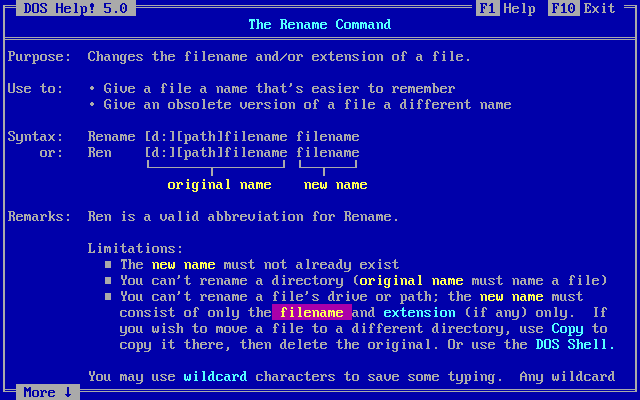 DOS Help! 5.0 F1 Help F10 Exit
The Rename Command
Purpose: Changes the filename and/or extension of a file.
Use to: • Give a file a name that's easier to remember
• Give an obsolete version of a file a different name
Syntax: Rename [d:][path]filename filename
or: Ren [d:][path]filename filename
original name new name
Remarks: Ren is a valid abbreviation for Rename.
Limitations:
■ The new name must not already exist
■ You can't rename a directory (original name must name a file)
■ You can't rename a file's drive or path; the new name must
consist of only the filename and extension (if any) only. If
you wish to move a file to a different directory, use Copy to
copy it there, then delete the original. Or use the DOS Shell.
You may use wildcard characters to save some typing. Any wildcard
More ↓